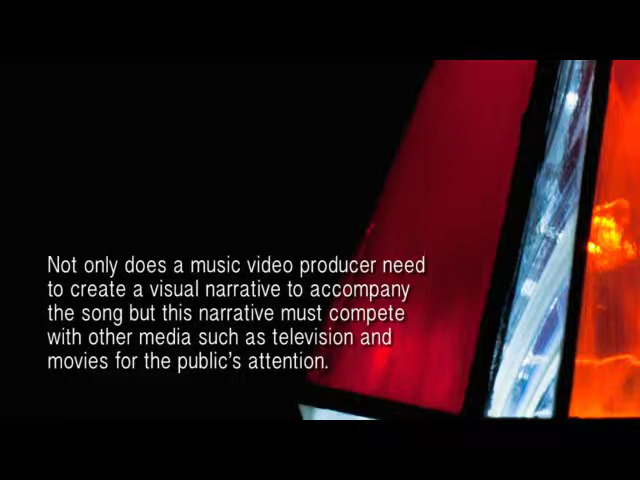 Not only does a music video producer need
to create a visual narrative to accompany
the song but this narrative must compete
with other media such as television and
movies for the public’s attention.